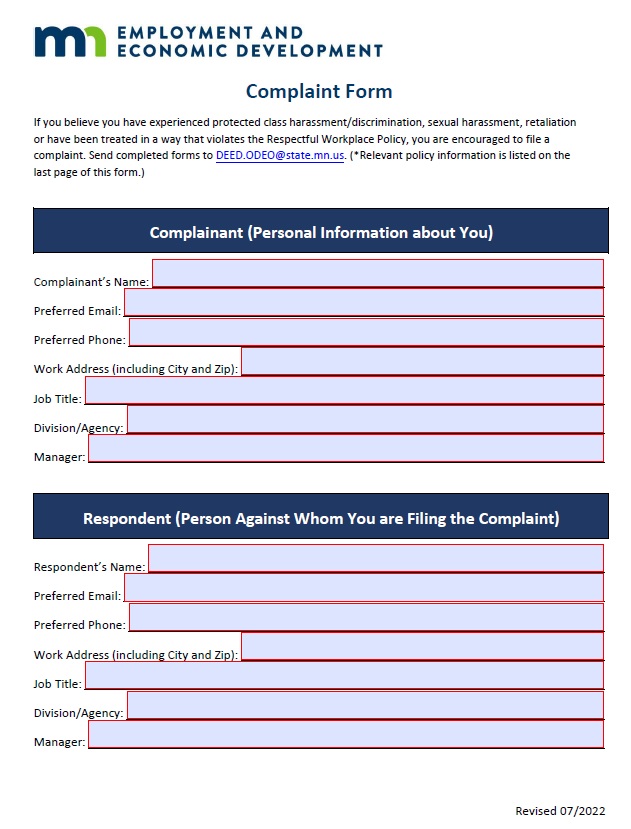 mn EMPLOYMENT AND
ECONOMIC DEVELOPMENT
Complaint Form
If you believe you have experienced protected class harassment/discrimination, sexual harassment, retaliation
or have been treated in a way that violates the Respectful Workplace Policy, you are encouraged to file a
complaint. Send completed forms to DEED.ODEO@state.mn.us. (*Relevant policy information is listed on the
last page of this form.)
Complainant (Personal Information about You)
Complainant's Name:
Preferred Email:
Preferred Phone:
Work Address (including City and Zip):
Job Title:
Division/Agency:
Manager:
Respondent (Person Against Whom You are Filing the Complaint)
Respondent's Name:
Preferred Email:
Preferred Phone:
Work Address (including City and Zip):
Job Title:
Division/Agency:
Manager:
Revised 07/2022